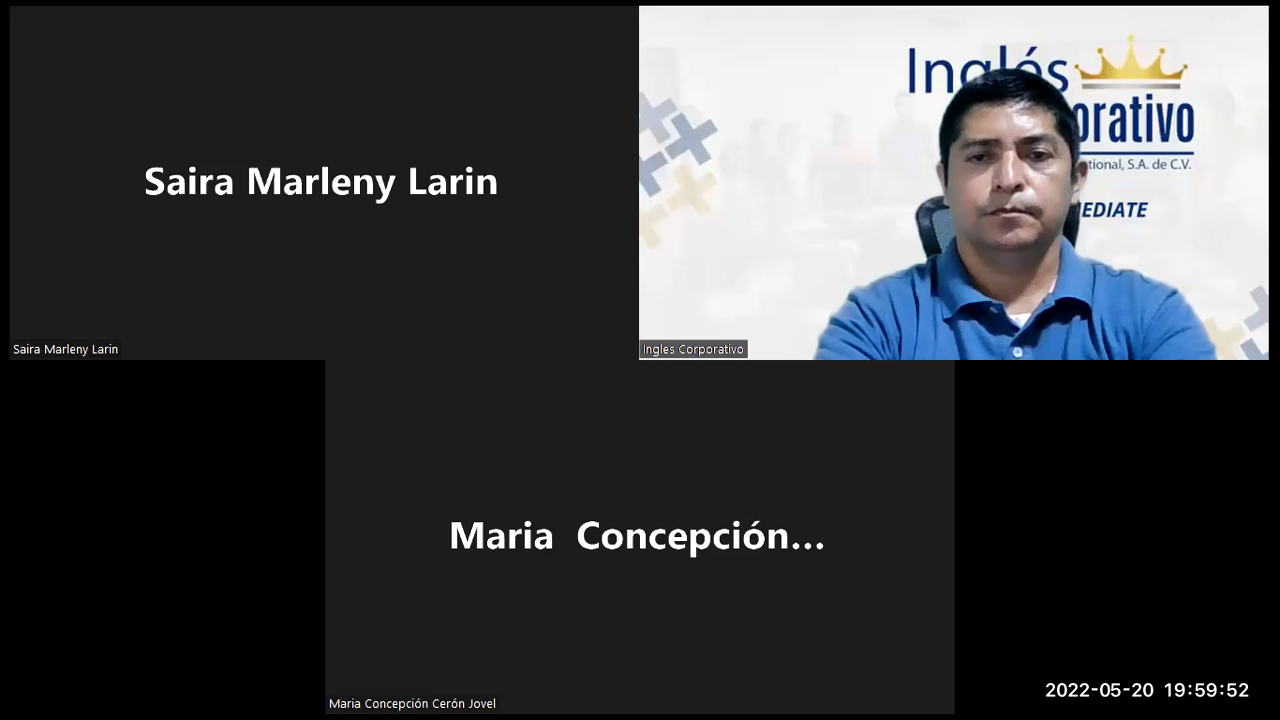 Saira Marleny Larin
Saira Marleny Larin
Inglés
orativo
tional, S.A. de C.V.
EDIATE
Ingles Corporativo
Maria Concepción...
Maria Concepción Cerón Jovel
2022-05-20 19:59:52